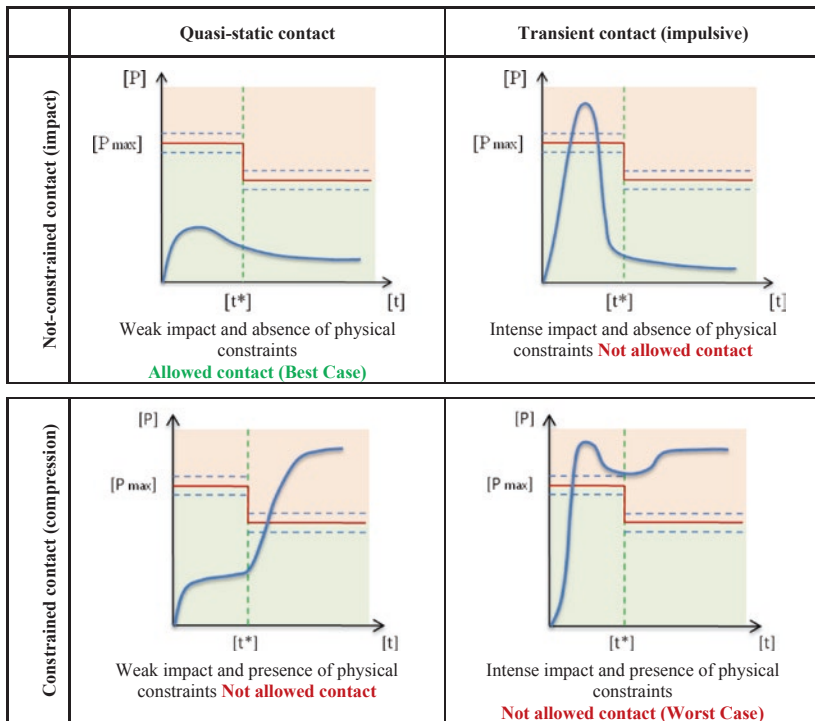 Quasi-static contact
Transient contact (impulsive)
Not-constrained contact (impact)
[P]
[P max]
[t*]
[t]
Weak impact and absence of physical
constraints
Allowed contact (Best Case)
[P]
[P max]
[t*]
[t]
Intense impact and absence of physical
constraints Not allowed contact
Constrained contact (compression)
[P]
[P max]
[t*]
[t]
Weak impact and presence of physical
constraints Not allowed contact
[P]
[P max]
[t*]
[t]
Intense impact and presence of physical
constraints
Not allowed contact (Worst Case)